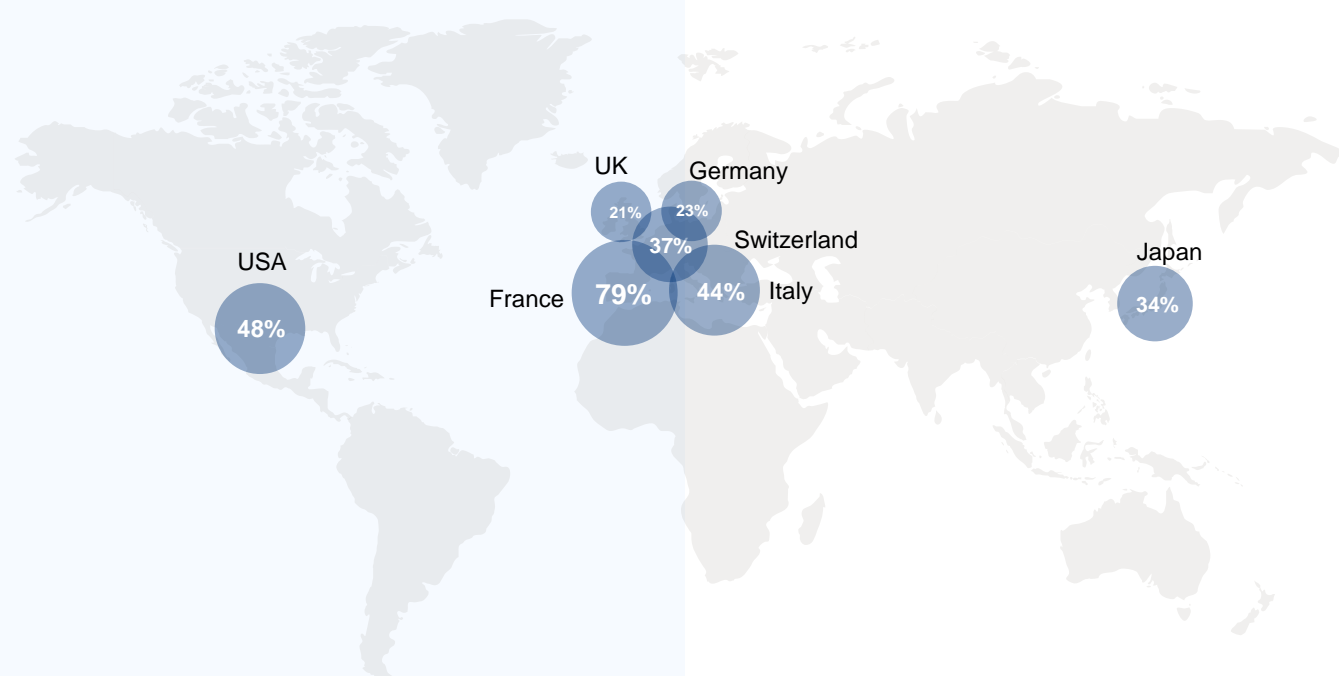 UK
Germany
21%
23%
37%
Switzerland
USA
Japan
France
79%
44%
Italy
34%
48%